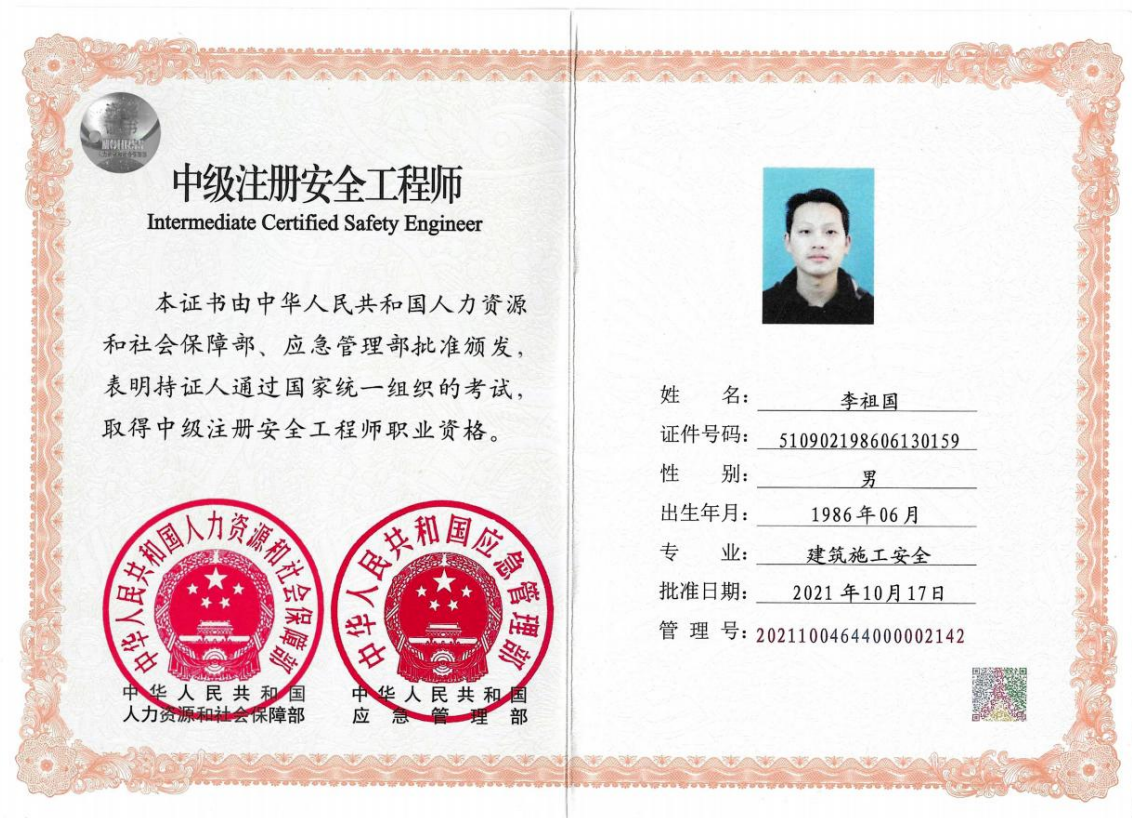 中级注册安全工程师
Intermediate Certified Safety Engineer
本证书由中华人民共和国人力资源
和社会保障部、应急管理部批准颁发，
表明持证人通过国家统一组织的考试，
取得中级注册安全工程师职业资格。
中华人民共和国人力资源和社会保障部
中华人民共和国应急管理部
中华人民共和国
人力资源和社会保障部
中华人民共和国
应急管理部
姓名：李祖国
证件号码：510902198606130159
性别：男
出生年月：1986年06月
专业：建筑施工安全
批准日期：2021年10月17日
管理号：20211004644000002142